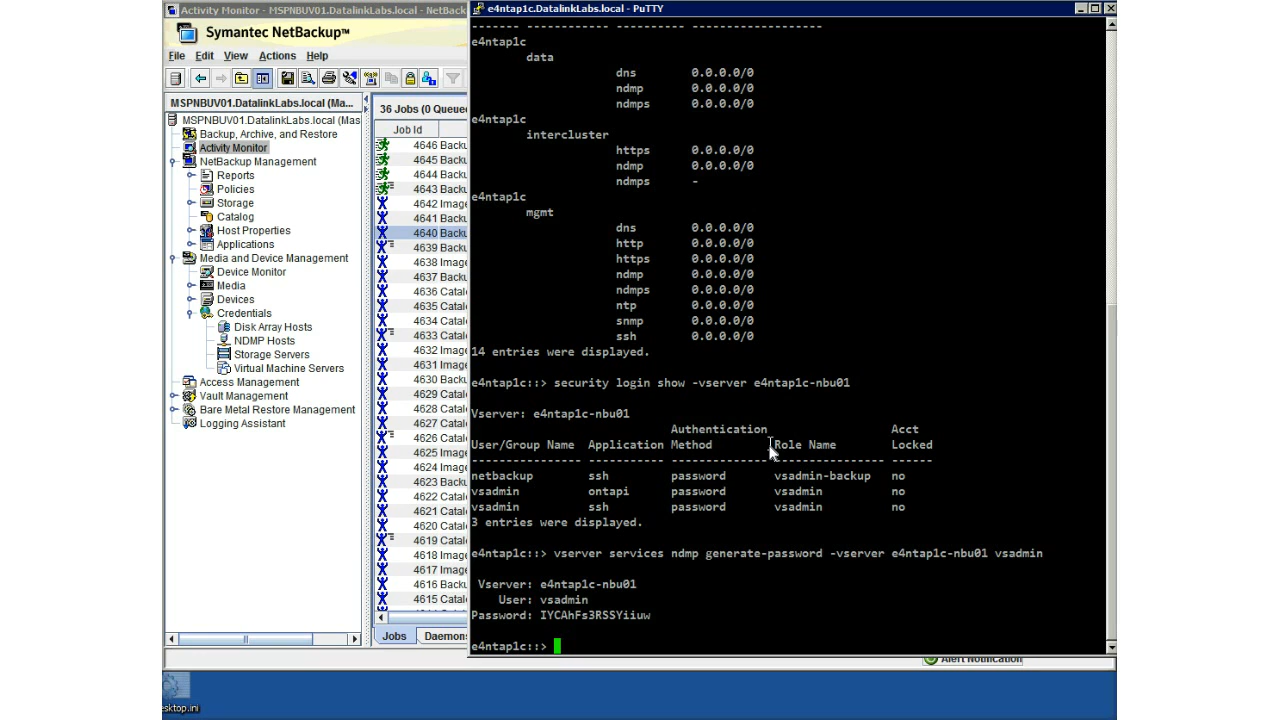 Activity Monitor - MSPNBUV01.DatalinkLabs.local - NetBac
Symantec NetBackup™
File Edit View Actions Help
MSPNBUV01.DatalinkLabs.local (Ma...
MSPNBUV01.DatalinkLabs.local (Mas
Backup, Archive, and Restore
Activity Monitor
NetBackup Management
Reports
Policies
Storage
Catalog
Host Properties
Applications
Media and Device Management
Device Monitor
Media
Devices
Credentials
Disk Array Hosts
NDMP Hosts
Storage Servers
Virtual Machine Servers
Access Management
Vault Management
Bare Metal Restore Management
Logging Assistant
36 Jobs (0 Queue
Job Id
4646 Backu
4645 Backu
4644 Backu
4643 Backu
4642 Image
4641 Backu
4640 Backu
4639 Backu
4638 Image
4637 Backu
4636 Catal
4635 Catal
4634 Catal
4633 Catal
4632 Image
4631 Image
4630 Backu
4629 Catal
4628 Catal
4627 Catal
4626 Catal
4625 Image
4624 Image
4623 Backu
4622 Catal
4621 Catal
4620 Catal
4619 Catal
4618 Image
4617 Image
4616 Backu
4615 Catal
Jobs Daemons
e4ntap1c.DatalinkLabs.local - PuTTY
------- ------------ ---------- -------------------
e4ntap1c
data
dns 0.0.0.0/0
ndmp 0.0.0.0/0
ndmps 0.0.0.0/0
e4ntap1c
intercluster
https 0.0.0.0/0
ndmp 0.0.0.0/0
ndmps -
e4ntap1c
mgmt
dns 0.0.0.0/0
http 0.0.0.0/0
https 0.0.0.0/0
ndmp 0.0.0.0/0
ndmps 0.0.0.0/0
ntp 0.0.0.0/0
snmp 0.0.0.0/0
ssh 0.0.0.0/0
14 entries were displayed.
e4ntap1c::> security login show -vserver e4ntap1c-nbu01
Vserver: e4ntap1c-nbu01
Authentication Acct
User/Group Name Application Method Role Name Locked
---------------- ----------- -------------- ---------------- ------
netbackup ssh password vsadmin-backup no
vsadmin ontapi password vsadmin no
vsadmin ssh password vsadmin no
3 entries were displayed.
e4ntap1c::> vserver services ndmp generate-password -vserver e4ntap1c-nbu01 vsadmin
Vserver: e4ntap1c-nbu01
User: vsadmin
Password: IYCAhFs3RSSYiiuw
e4ntap1c::>
Alert Notification
esktop.ini